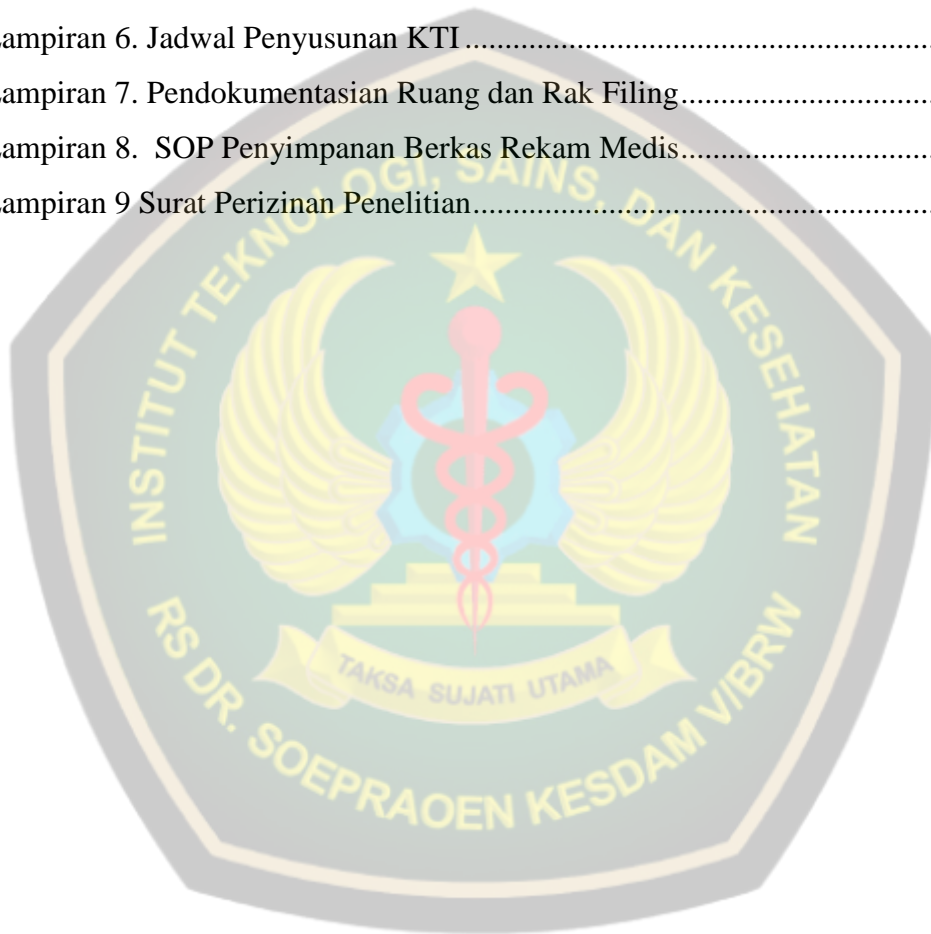 ampiran 6. Jadwal Penyusunan KTI
ampiran 7. Pendokumentasian Ruang dan Rak Filing
ampiran 8.  SOP Penyimpanan Berkas Rekam Medis
ampiran 9 Surat Perizinan Penelitian
INSTITUT TEKNOLOGI, SAINS, DAN KESEHATAN
TAKSA SUJATI UTAMA
RS DR. SOEPRAOEN KESDAM V/BRW